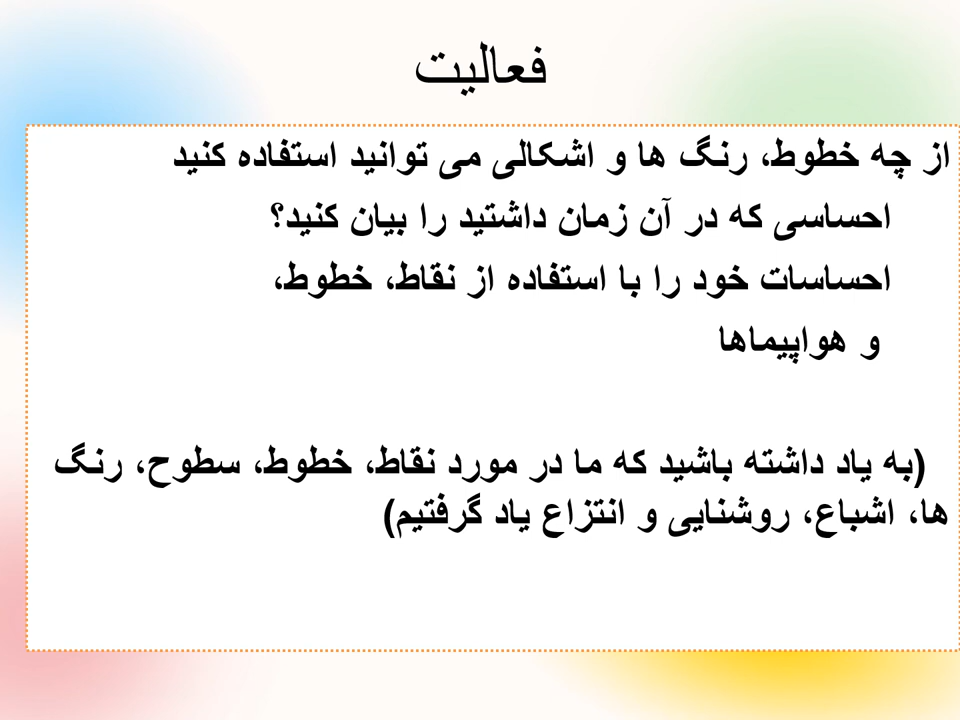 فعالیت
از چه خطوط، رنگ ها و اشکالی می توانید استفاده کنید
احساسی که در آن زمان داشتید را بیان کنید؟
احساسات خود را با استفاده از نقاط، خطوط،
و هواپیماها
(به یاد داشته باشید که ما در مورد نقاط، خطوط، سطوح، رنگ
ها، اشباع، روشنایی و انتزاع یاد گرفتیم)